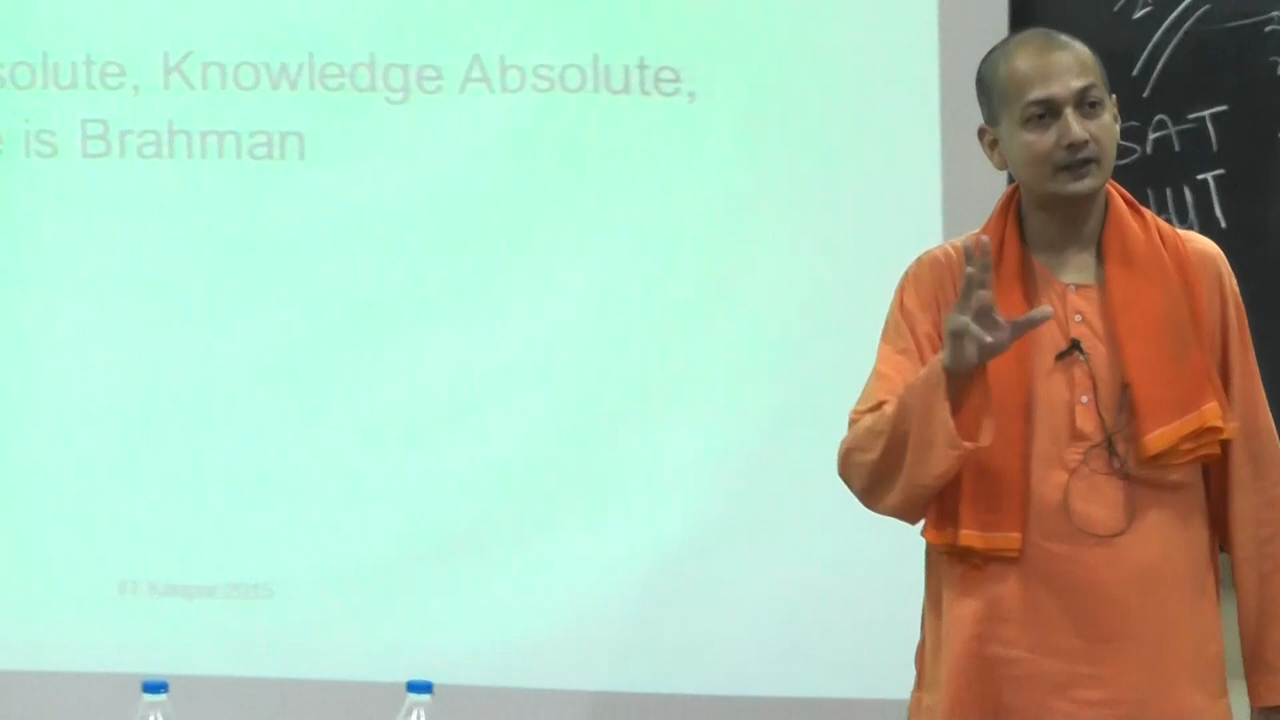 solute, Knowledge Absolute,
e is Brahman
IIT Kanpur 2015
SAT
HIT